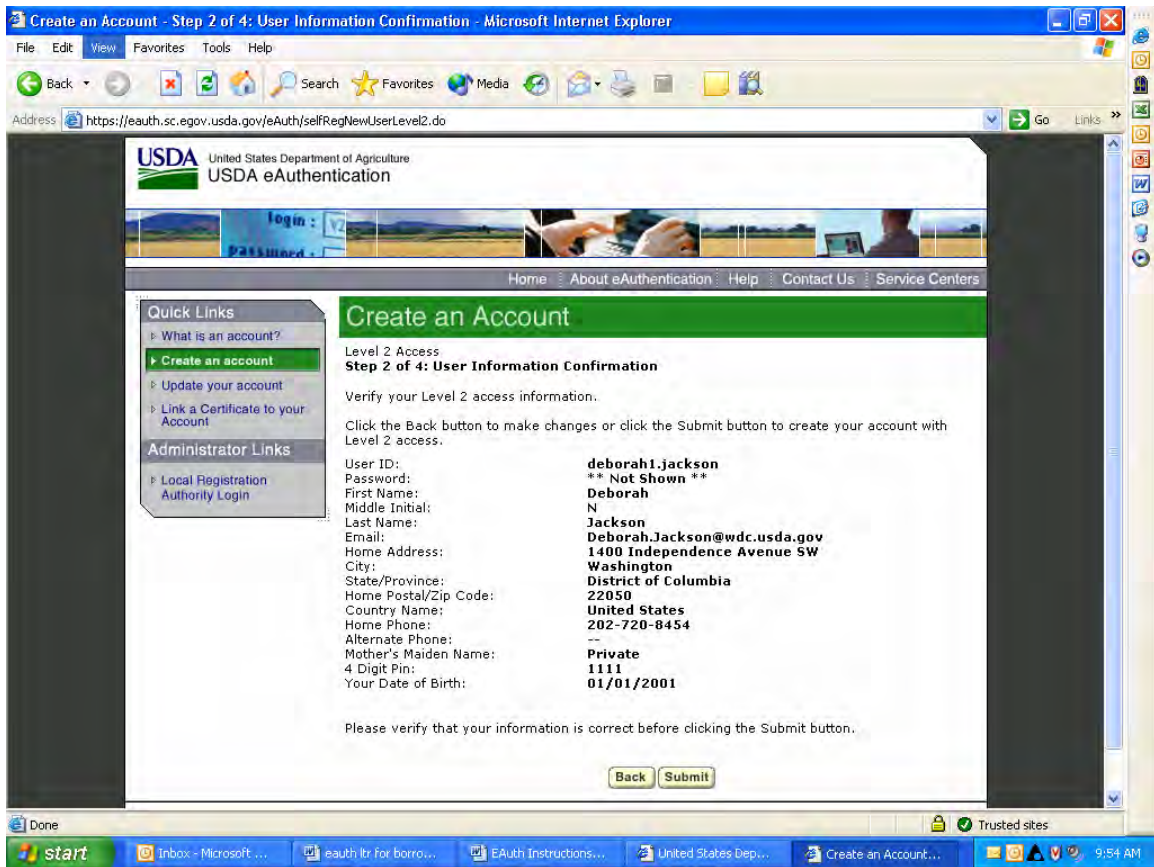 Create an Account - Step 2 of 4: User Information Confirmation - Microsoft Internet Explorer
File Edit View Favorites Tools Help
Back Search Favorites Media
Address https://eauth.sc.egov.usda.gov/eAuth/selfRegNewUserLevel2.do Go Links »
USDA United States Department of Agriculture
USDA eAuthentication
login :
password :
Home About eAuthentication Help Contact Us Service Centers
Quick Links
What is an account?
Create an account
Update your account
Link a Certificate to your
Account
Administrator Links
Local Registration
Authority Login
Create an Account
Level 2 Access
Step 2 of 4: User Information Confirmation
Verify your Level 2 access information.
Click the Back button to make changes or click the Submit button to create your account with
Level 2 access.
User ID: deborah1.jackson
Password: ** Not Shown **
First Name: Deborah
Middle Initial: N
Last Name: Jackson
Email: Deborah.Jackson@wdc.usda.gov
Home Address: 1400 Independence Avenue SW
City: Washington
State/Province: District of Columbia
Home Postal/Zip Code: 22050
Country Name: United States
Home Phone: 202-720-8454
Alternate Phone: --
Mother's Maiden Name: Private
4 Digit Pin: 1111
Your Date of Birth: 01/01/2001
Please verify that your information is correct before clicking the Submit button.
Back Submit
Done Trusted sites
start Inbox - Microsoft ... eauth ltr for borro... EAuth Instructions... United States Dep... Create an Account... 9:54 AM